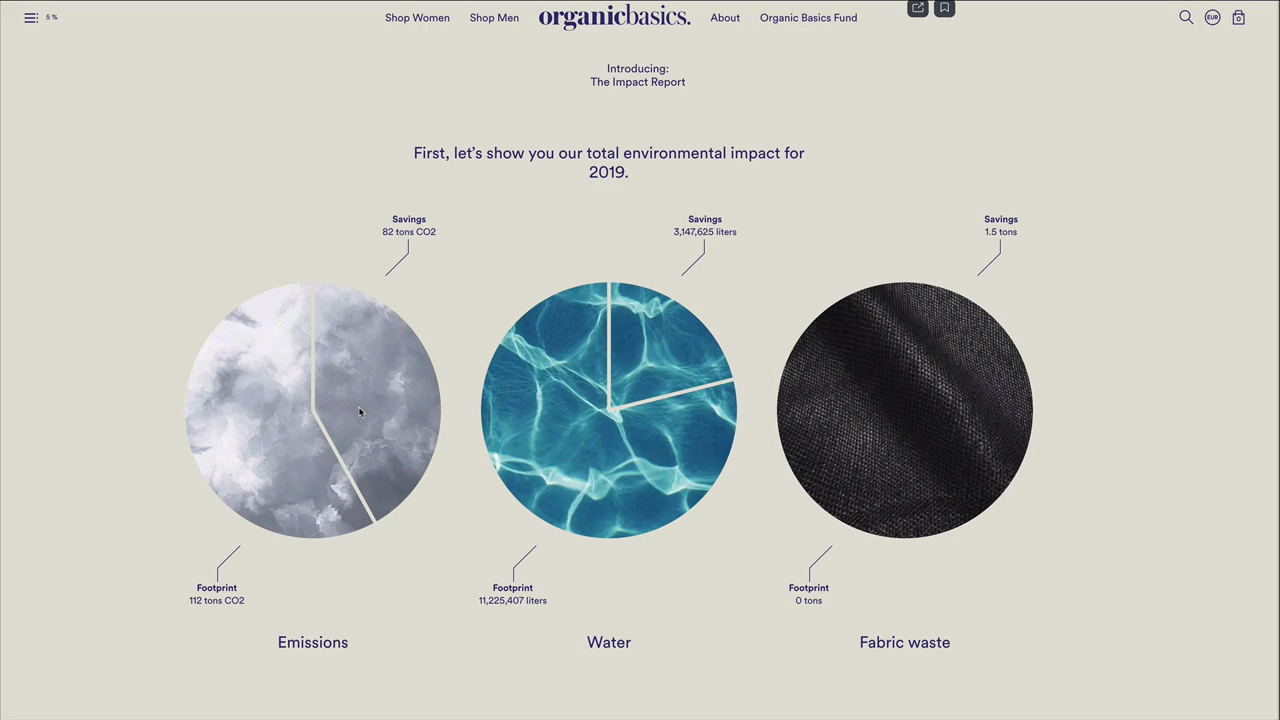 5 %
Shop Women
Shop Men
organicbasics.
About
Organic Basics Fund
EUR
0
Introducing:
The Impact Report
First, let's show you our total environmental impact for
2019.
Savings
82 tons CO2
Savings
3,147,625 liters
Savings
1.5 tons
Footprint
112 tons CO2
Footprint
11,225,407 liters
Footprint
0 tons
Emissions
Water
Fabric waste